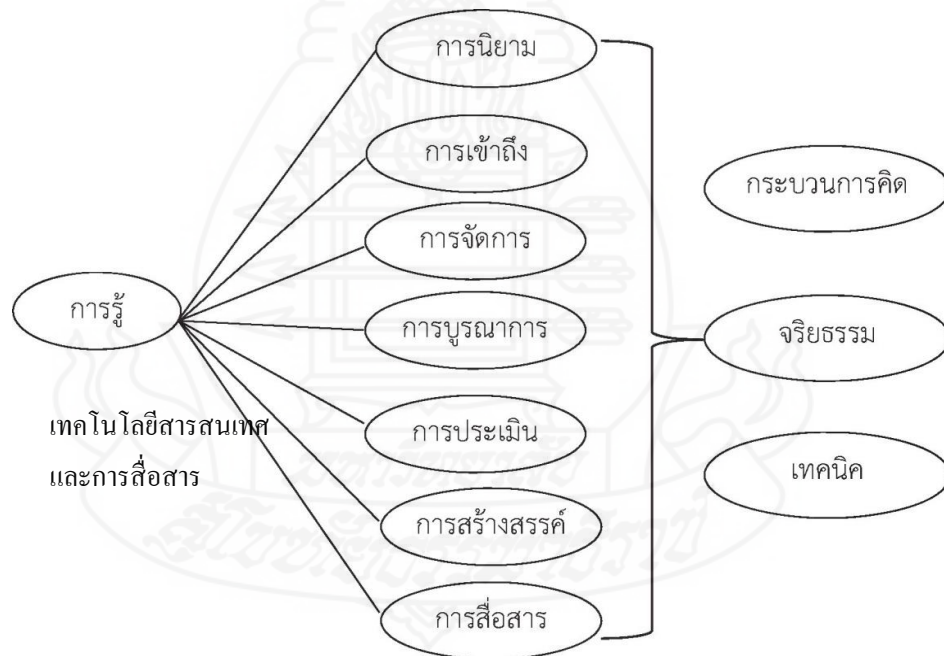 การนิยาม
การเข้าถึง
การจัดการ
การบูรณาการ
การประเมิน
การสร้างสรรค์
การสื่อสาร
การรู้
เทคโนโลยีสารสนเทศ
และการสื่อสาร
กระบวนการคิด
จริยธรรม
เทคนิค